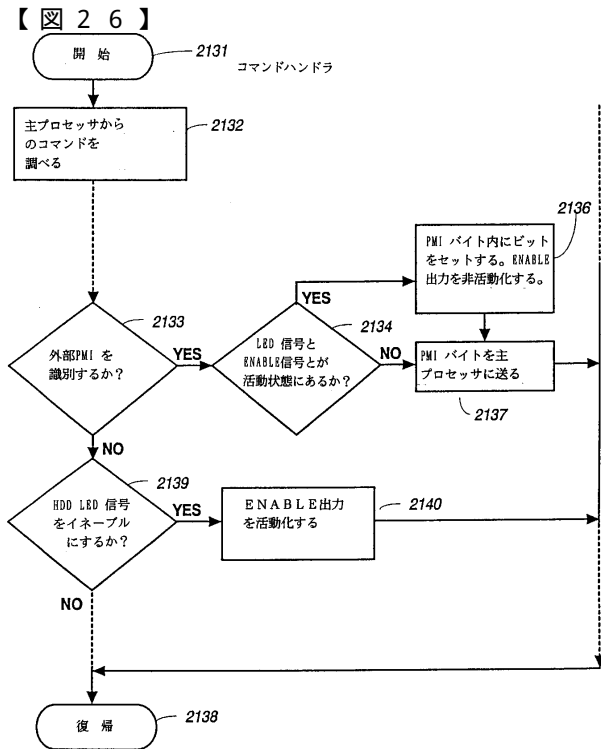 【図２６】
開 始
2131
コマンドハンドラ
主プロセッサから
のコマンドを
調べる
2132
2136
PMI バイト内にビット
をセットする。ENABLE
出力を非活動化する。
YES
2133
外部PMI を
識別するか？
YES
2134
LED 信号と
ENABLE信号とが
活動状態にあるか？
NO
PMI バイトを主
プロセッサに送る
2137
NO
2139
HDD LED 信号
をイネーブル
にするか？
YES
ＥＮＡＢＬＥ出力
を活動化する
2140
NO
復 帰
2138